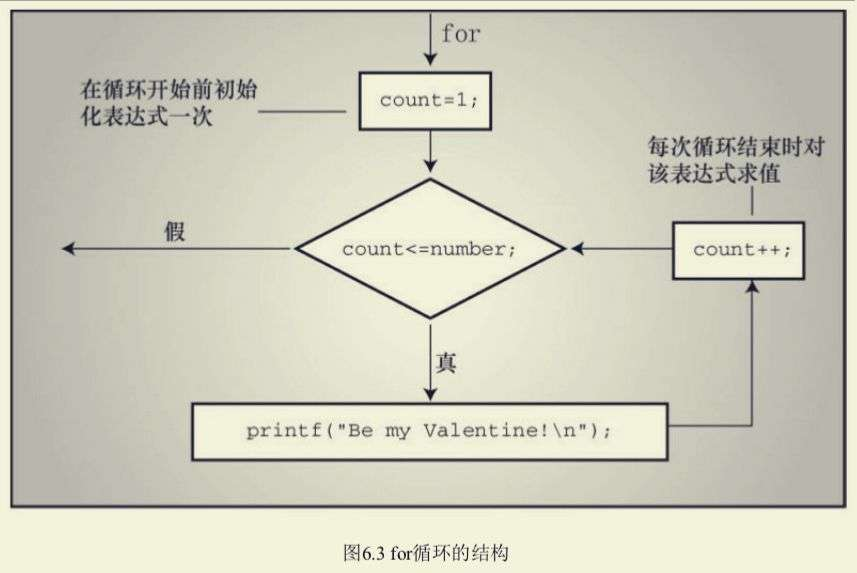 for
在循环开始前初始
化表达式一次
count=1;
每次循环结束时对
该表达式求值
假
count<=number;
count++;
真
printf("Be my Valentine!\n");
图6.3 for循环的结构